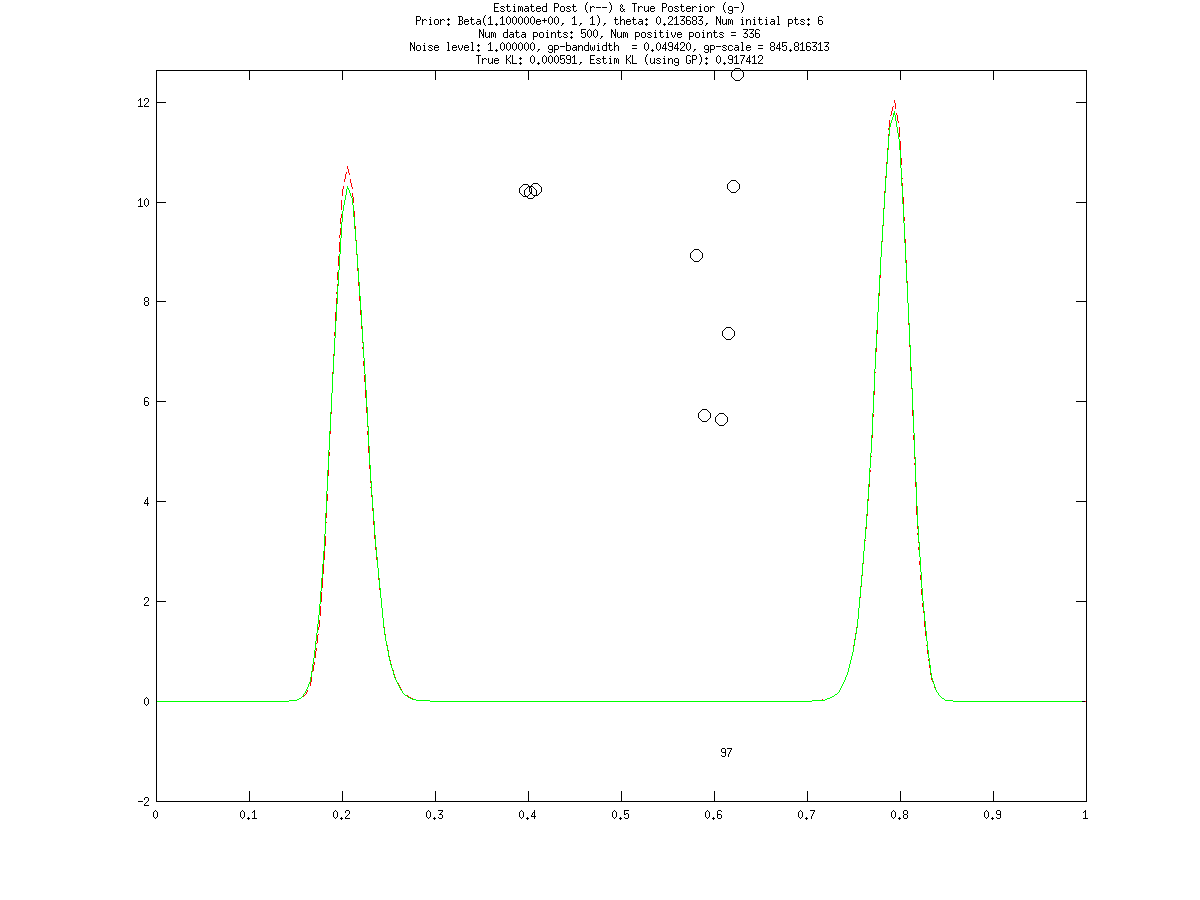 Estimated Post (r--) & True Posterior (g-)
Prior: Beta(1.100000e+00, 1, 1), theta: 0.213683, Num initial pts: 6
Num data points: 500, Num positive points = 336
Noise level: 1.000000, gp-bandwidth  = 0.049420, gp-scale = 845.816313
True KL: 0.000591, Estim KL (using GP): 0.917412
12
10
8
6
4
2
0
97
-2
0 0.1 0.2 0.3 0.4 0.5 0.6 0.7 0.8 0.9 1